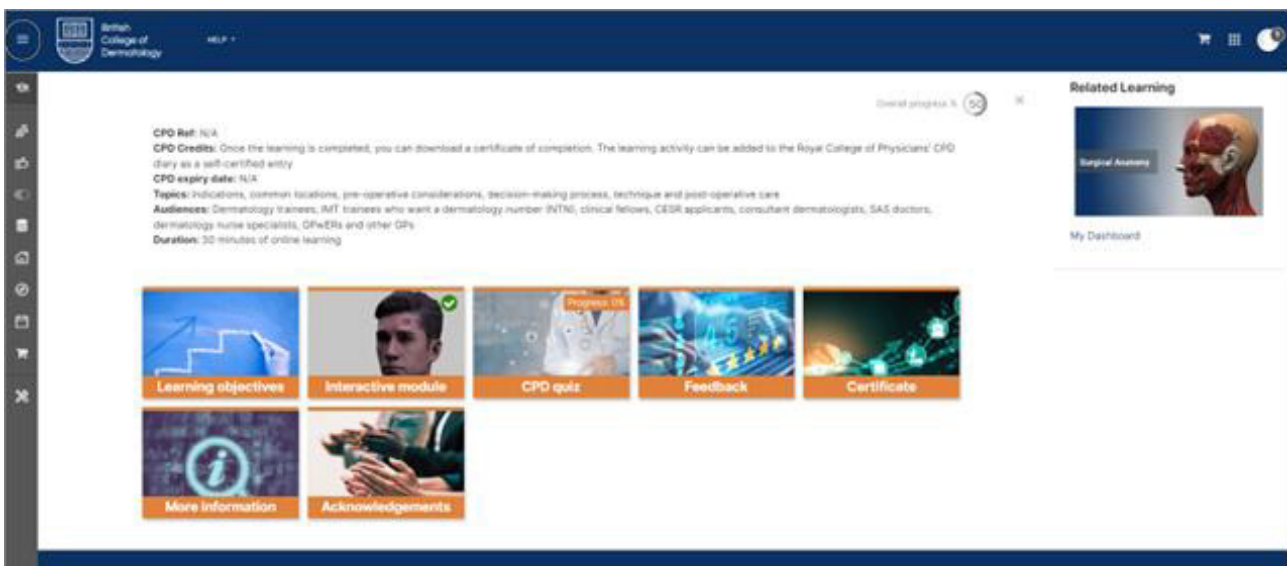 British
College of
Dermatology
HELP
Overall progress % 50
CPD Ref: N/A
CPD Credits: Once the learning is completed, you can download a certificate of completion. The learning activity can be added to the Royal College of Physicians' CPD
diary as a self-certified entry
CPD expiry date: N/A
Topics: Indications, common locations, pre-operative considerations, decision-making process, technique and post-operative care
Audiences: Dermatology trainees, IMT trainees who want a dermatology number (NTN), clinical fellows, CESR applicants, consultant dermatologists, SAS doctors,
dermatology nurse specialists, GPwERs and other GPs
Duration: 30 minutes of online learning
Related Learning
Surgical Anatomy
My Dashboard
Learning objectives
Interactive module
Progress: 0%
CPD quiz
Feedback
Certificate
More information
Acknowledgements